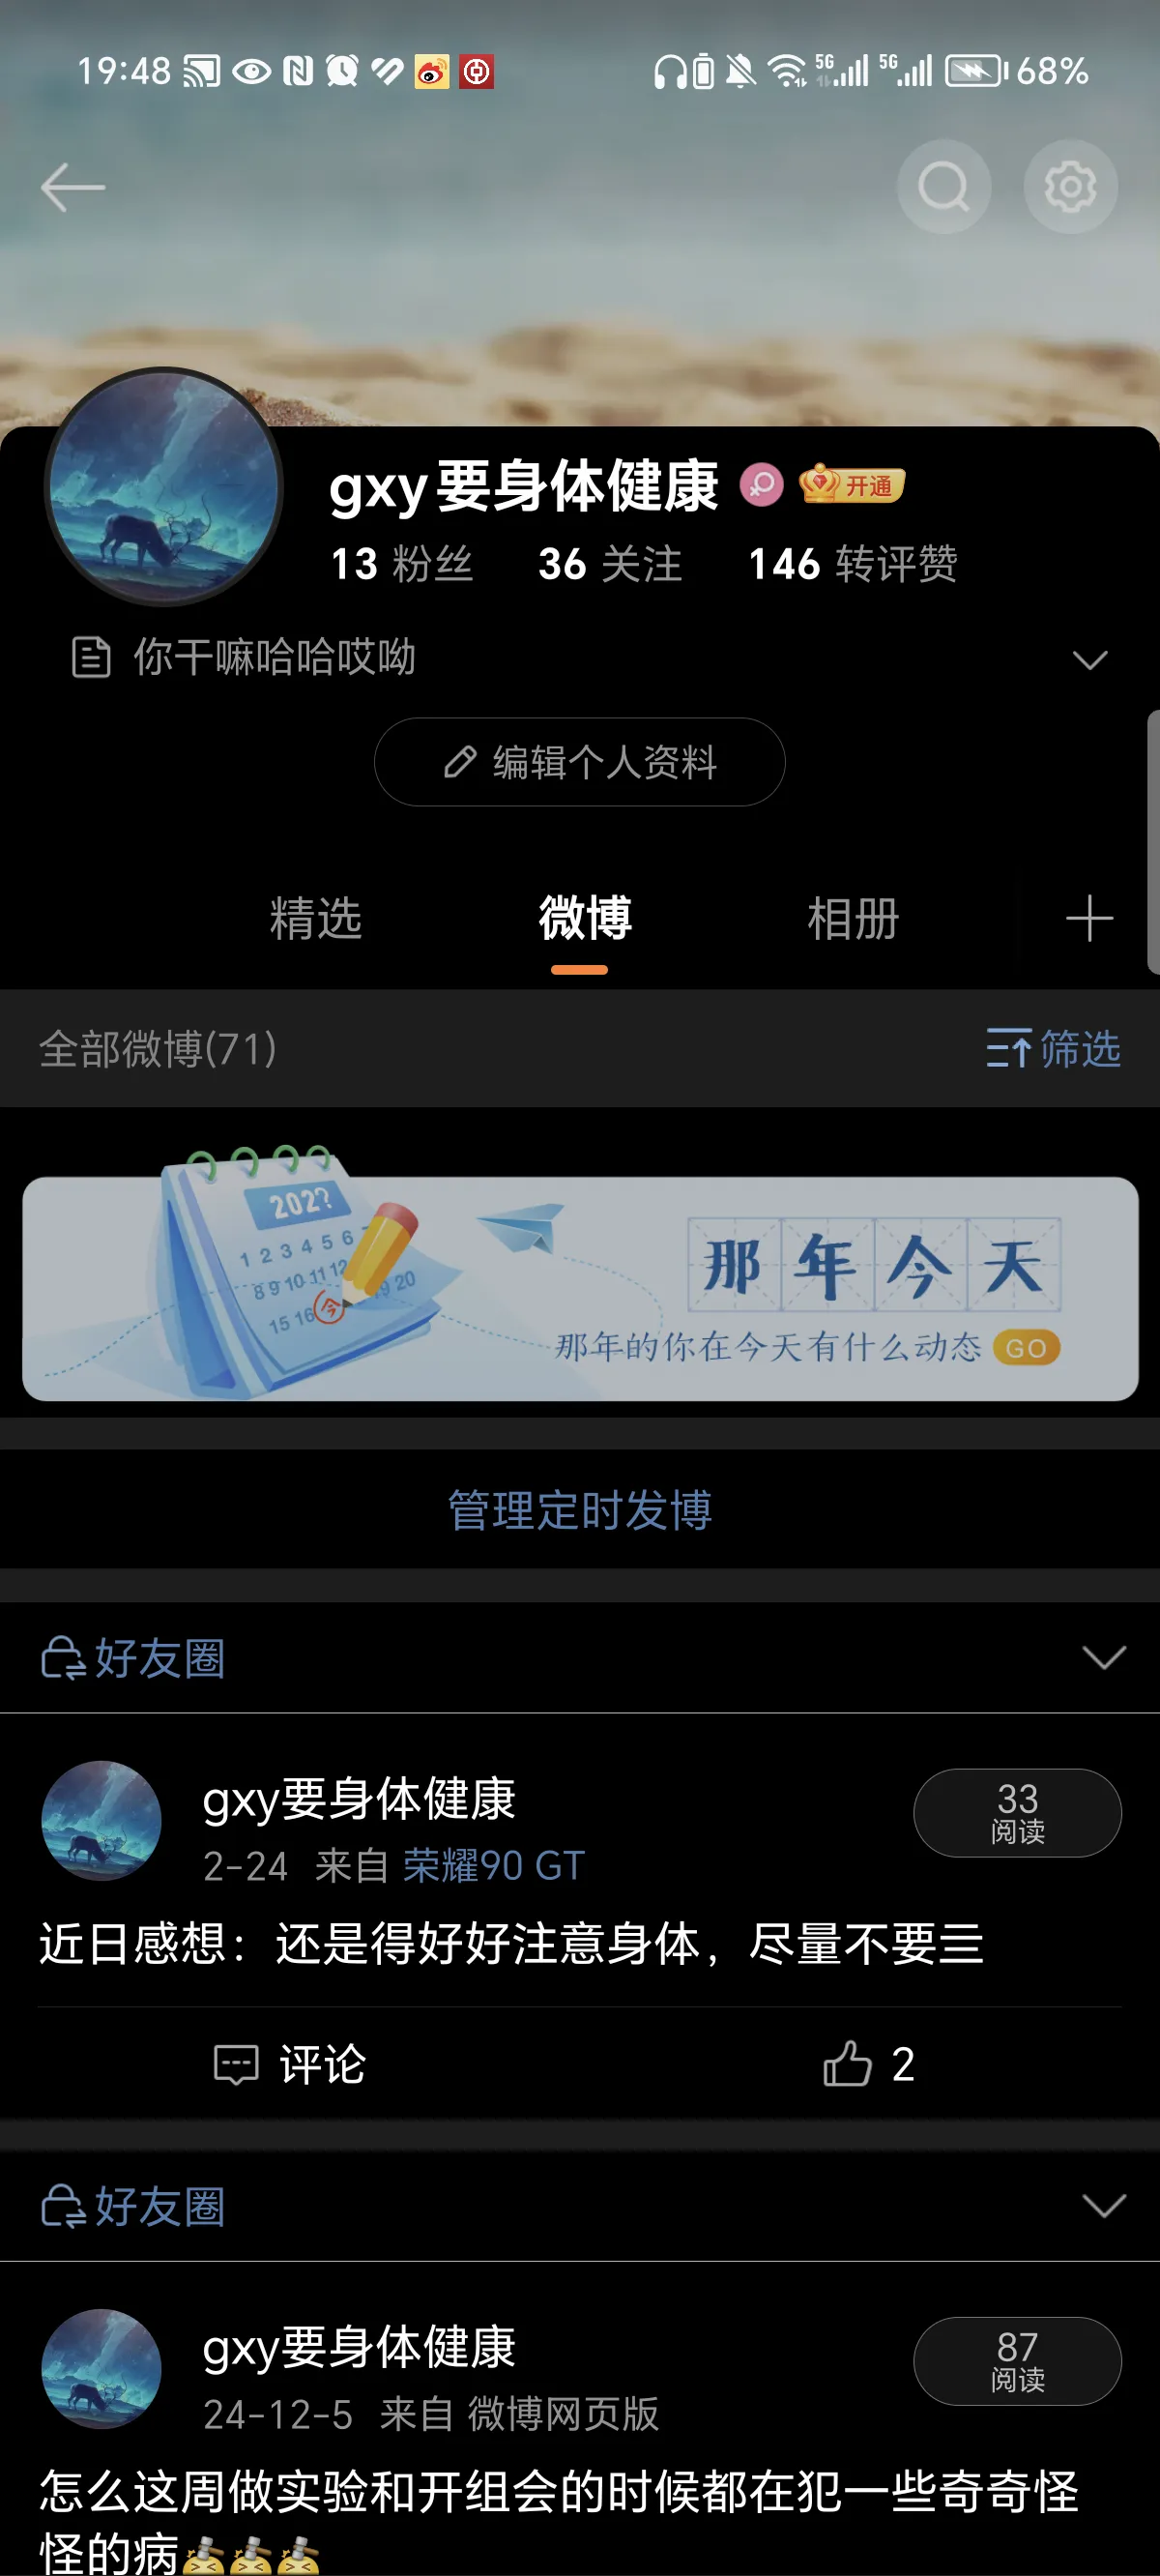 19:48
5G
5G
68%
gxy要身体健康
开通
13 粉丝 36 关注 146 转评赞
你干嘛哈哈哎呦
编辑个人资料
精选 微博 相册
全部微博(71)
筛选
202?
1 2 3 4 5 6
8 9 10 11 12
19 20
15 16 今
那年今天
那年的你在今天有什么动态 GO
管理定时发博
好友圈
gxy要身体健康
33
阅读
2-24 来自 荣耀90 GT
近日感想：还是得好好注意身体，尽量不要亖
评论
2
好友圈
gxy要身体健康
87
阅读
24-12-5 来自 微博网页版
怎么这周做实验和开组会的时候都在犯一些奇奇怪
怪的病